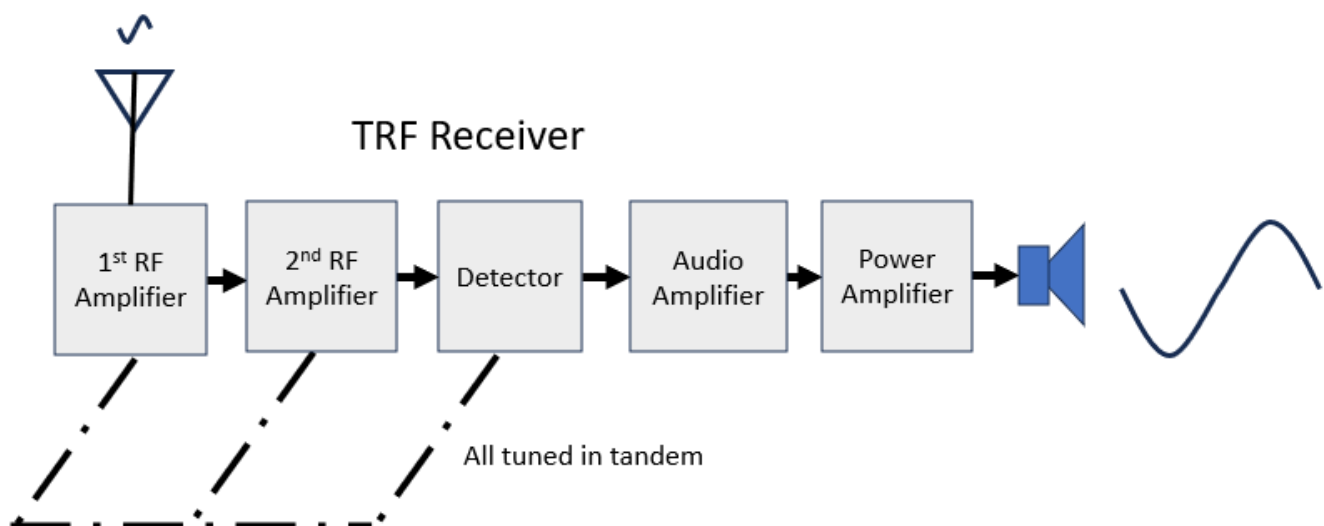 TRF Receiver
1st RF
Amplifier
2nd RF
Amplifier
Detector
Audio
Amplifier
Power
Amplifier
All tuned in tandem